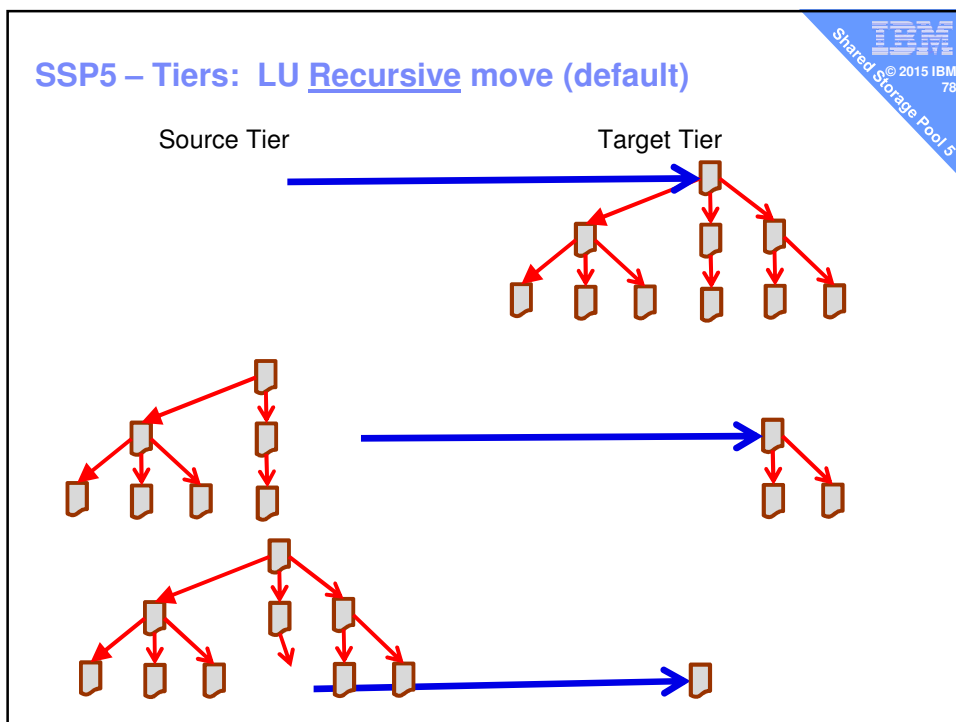 SSP5 – Tiers: LU Recursive move (default)
IBM
© 2015 IBM
78
Shared Storage Pool 5
Source Tier
Target Tier